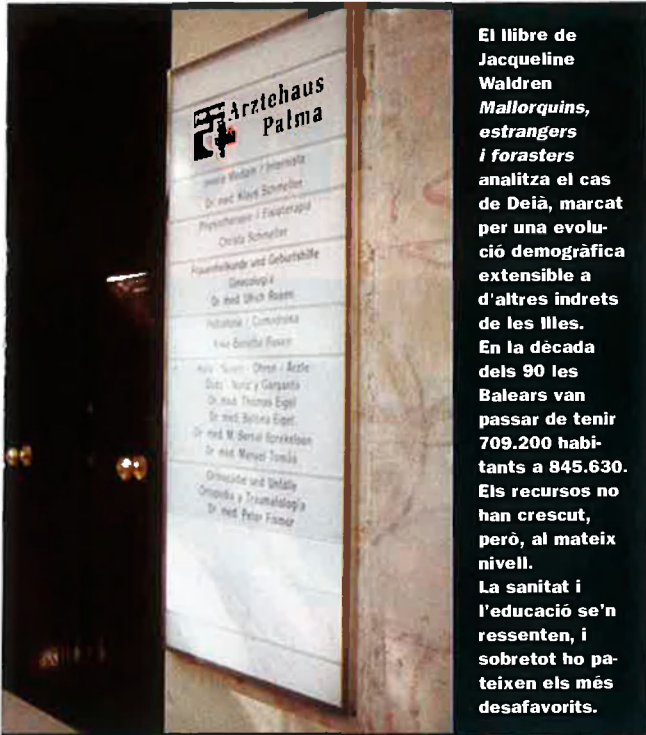 Arztehaus
Palma
Innere Medizin / Internista
Dr. med. Klaus Schmeller
Physiotherapie / Fisioterapia
Christa Schmeller
Frauenheilkunde und Geburtshilfe
Ginecología
Dr. med. Ulrich Rosen
Hebamme / Comadrona
Rosen
Hals Nasen Ohren Ärzte
Oído Nariz y Garganta
Dr. med. Thomas Eigel
Dr. med. Bettina Eigel
Dr. med. M. Bernal Sprekelsen
Dr. med. Manuel Tomás
Orthopädie und Unfälle
Ortopedia y Traumatología
Dr. med. Peter
El llibre de
Jacqueline
Waldren
Mallorquins,
estrangers
i forasters
analitza el cas
de Deià, marcat
per una evolu-
ció demogràfica
extensible a
d'altres indrets
de les Illes.
En la dècada
dels 90 les
Balears van
passar de tenir
709.200 habi-
tants a 845.630.
Els recursos no
han crescut,
però, al mateix
nivell.
La sanitat i
l'educació se'n
ressenten, i
sobretot ho pa-
teixen els més
desafavorits.